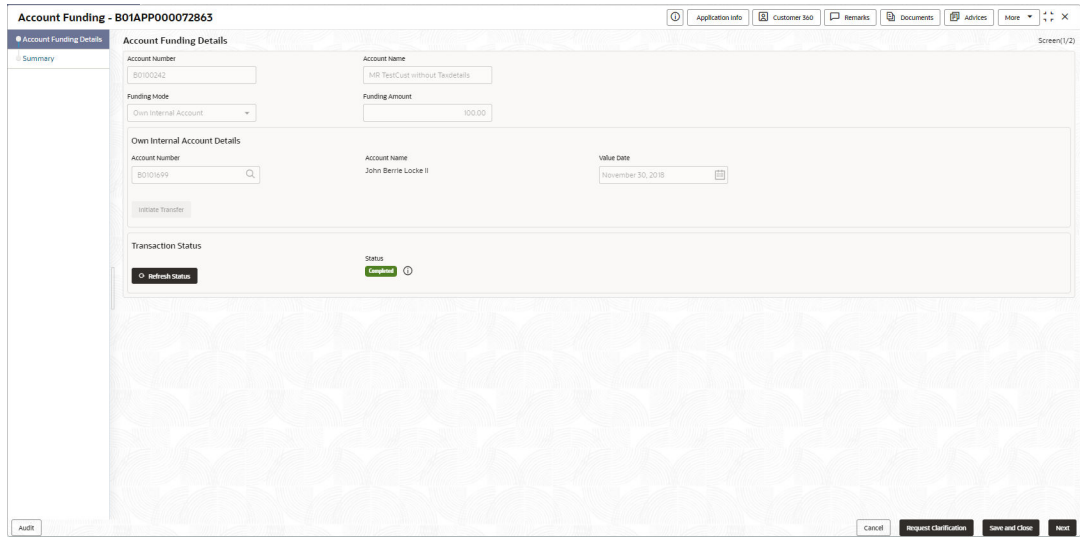 Account Funding - B01APP000072863
Application Info
Customer 360
Remarks
Documents
Advices
More
Account Funding Details
Summary
Account Funding Details
Screen(1/2)
Account Number
Account Name
B0100242
MR TestCust without Taxdetails
Funding Mode
Funding Amount
Own Internal Account
100.00
Own Internal Account Details
Account Number
Account Name
Value Date
B0101699
John Berrie Locke II
November 30, 2018
Initiate Transfer
Transaction Status
Status
Completed
Refresh Status
Audit
Cancel
Request Clarification
Save and Close
Next